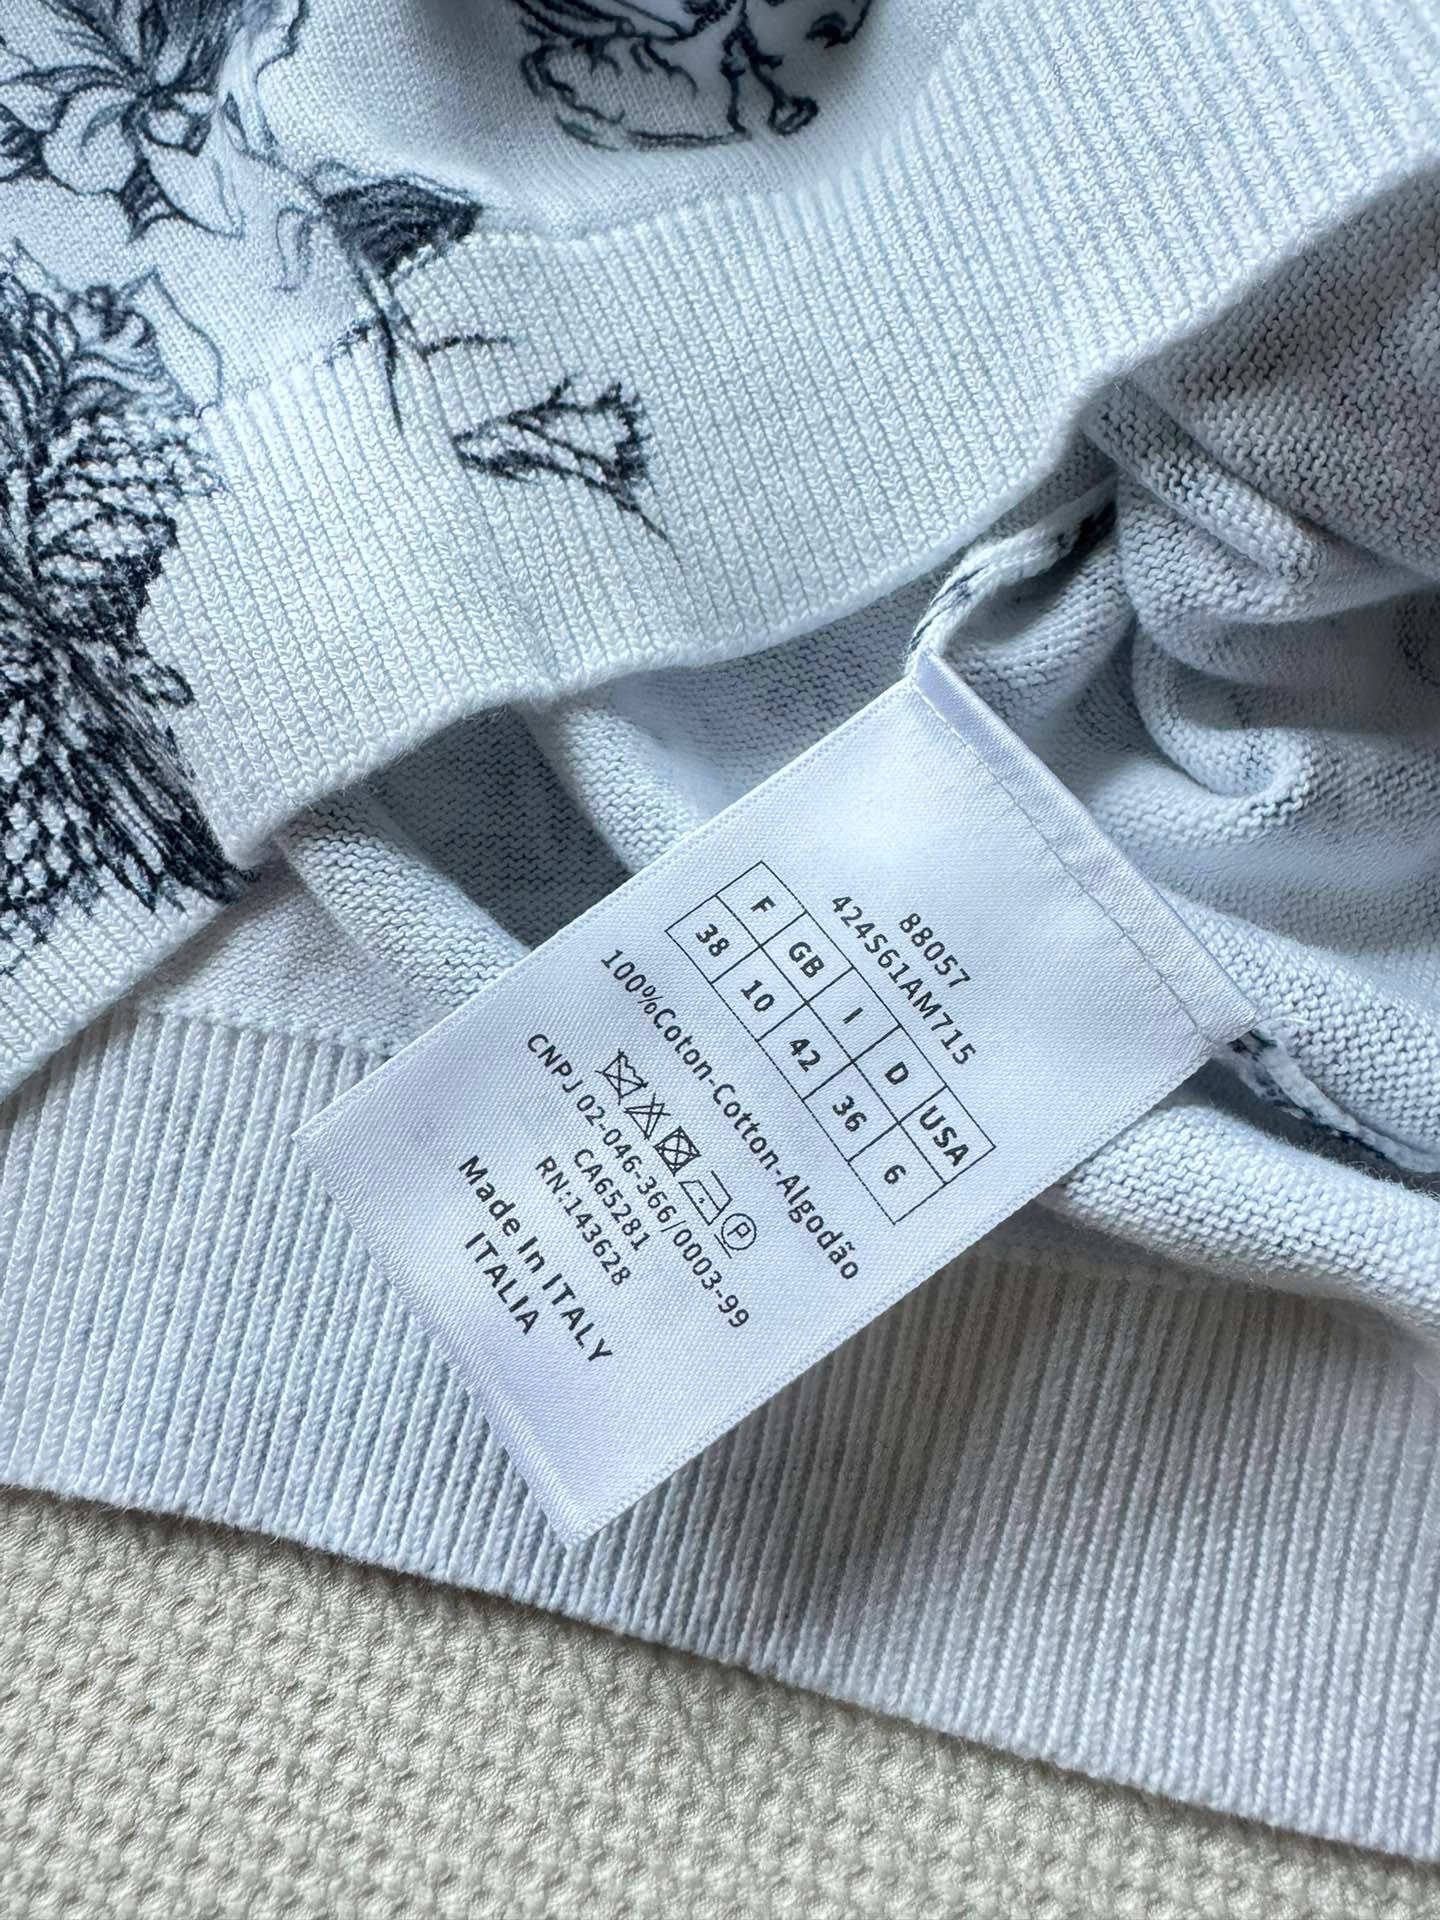 88057
424S61AM715
F GB I D USA
38 10 42 36 6
100%Coton-Cotton-Algodão
P
CNPJ 02-046-366/0003-99
CA65281
RN:143628
Made In ITALY
ITALIA